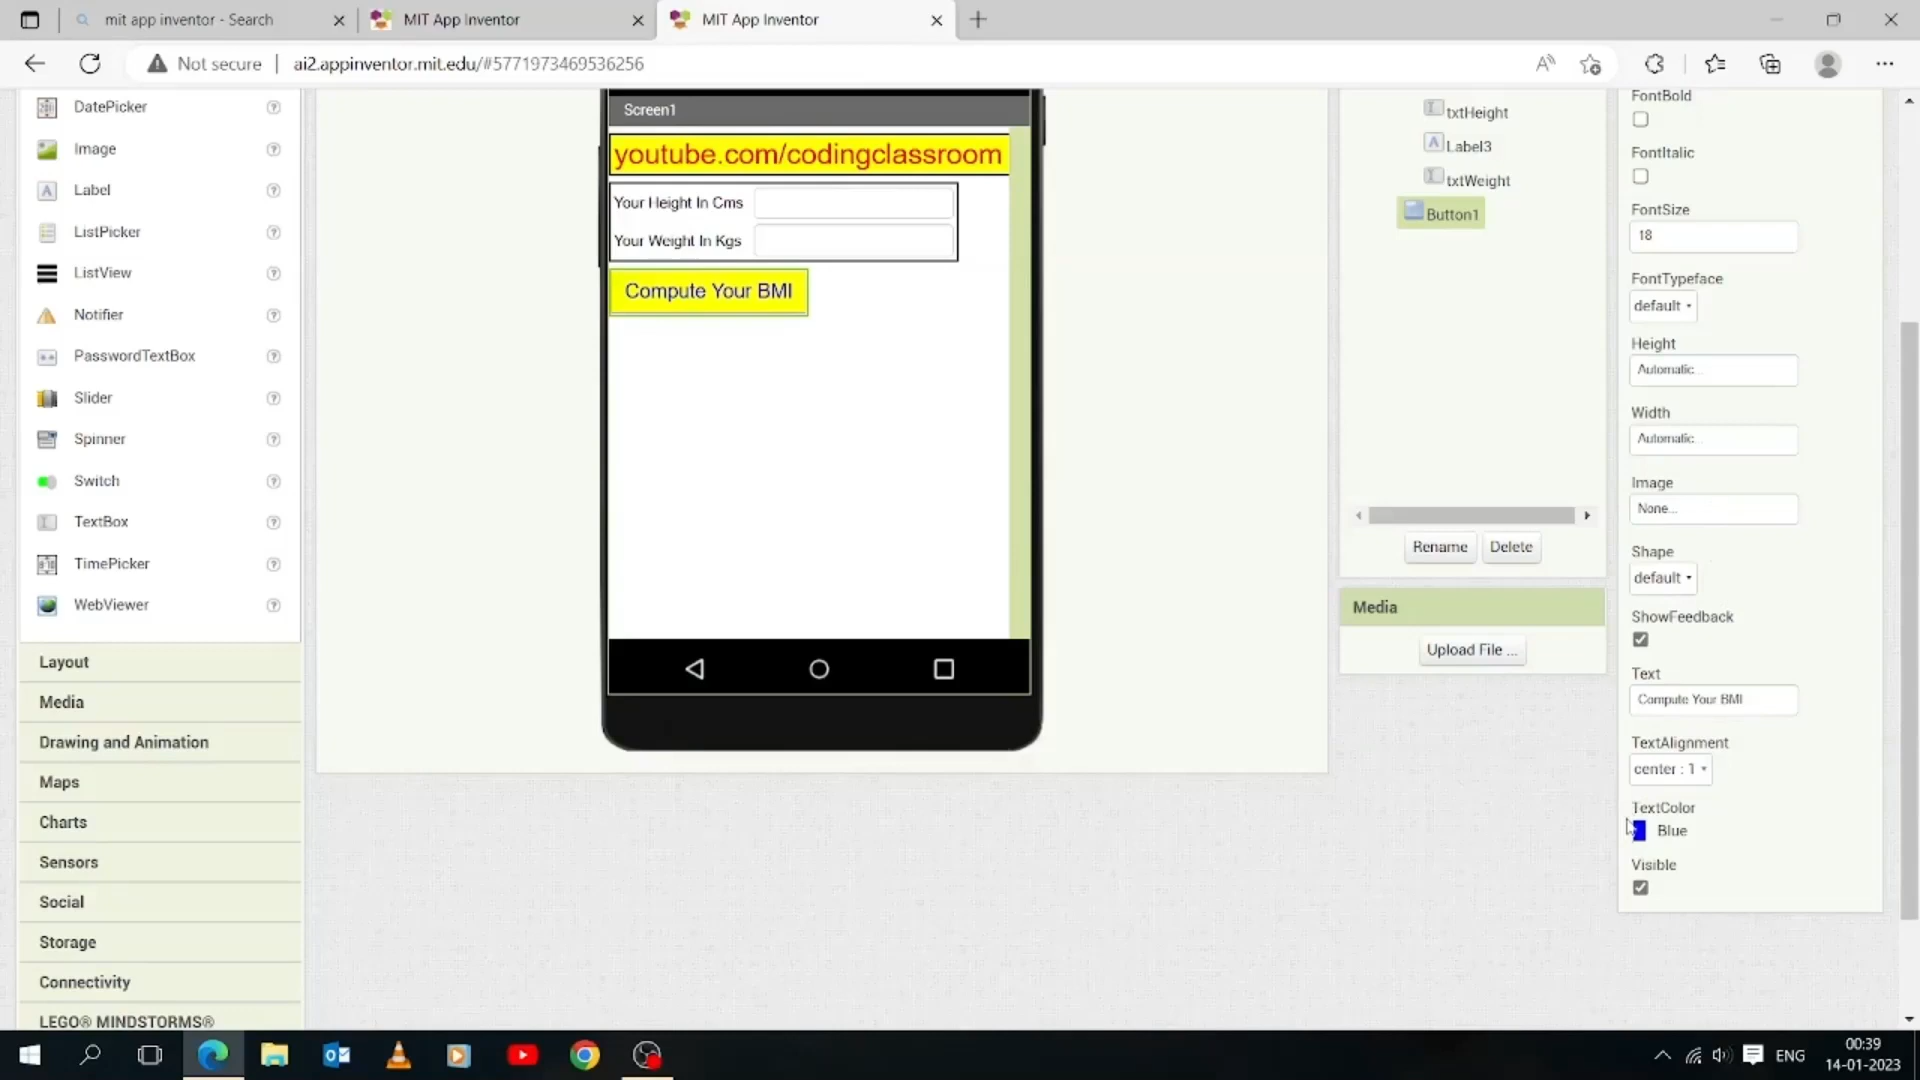 mit app inventor - Search
MIT App Inventor
MIT App Inventor
Not secure
ai2.appinventor.mit.edu/#5771973469536256
DatePicker
Image
Label
ListPicker
ListView
Notifier
PasswordTextBox
Slider
Spinner
Switch
TextBox
TimePicker
WebViewer
Layout
Media
Drawing and Animation
Maps
Charts
Sensors
Social
Storage
Connectivity
LEGO® MINDSTORMS®
Screen1
youtube.com/codingclassroom
Your Height In Cms
Your Weight In Kgs
Compute Your BMI
txtHeight
Label3
txtWeight
Button1
Rename
Delete
Media
Upload File ...
FontBold
FontItalic
FontSize
18
FontTypeface
default
Height
Automatic...
Width
Automatic...
Image
None...
Shape
default
ShowFeedback
Text
Compute Your BMI
TextAlignment
center : 1
TextColor
Blue
Visible
ENG
00:39
14-01-2023